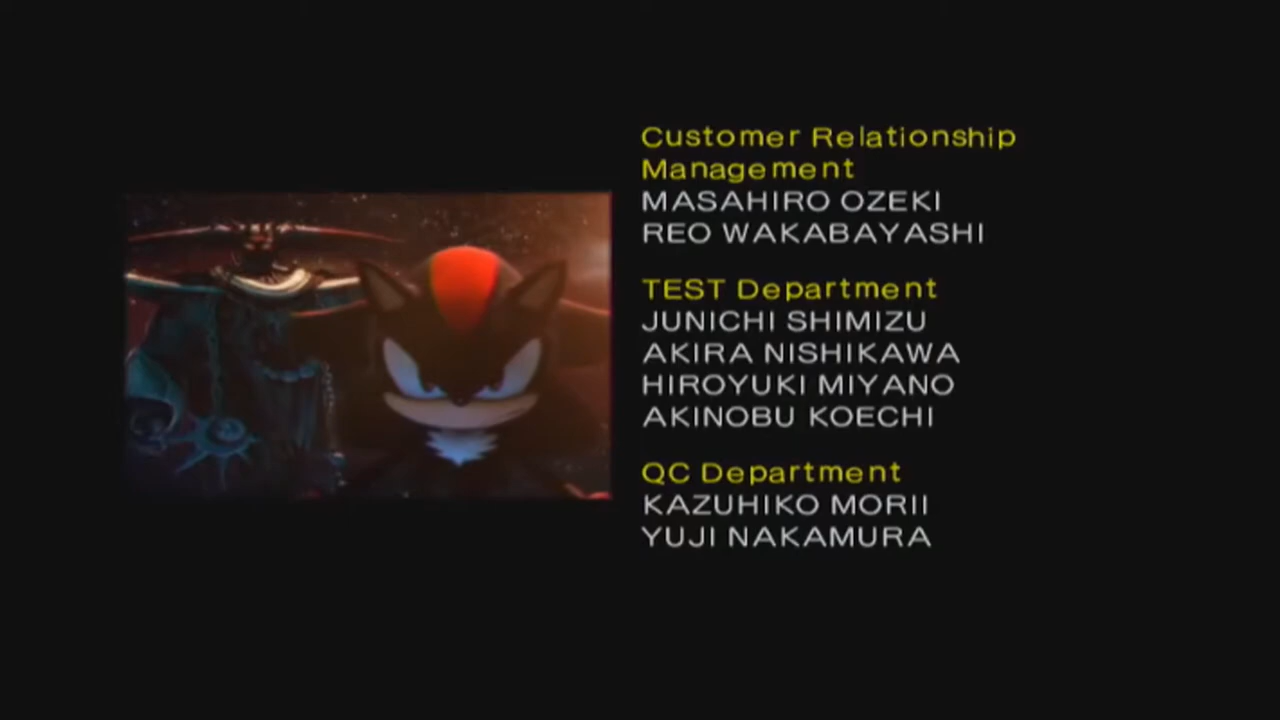 Customer Relationship
Management
MASAHIRO OZEKI
REO WAKABAYASHI
TEST Department
JUNICHI SHIMIZU
AKIRA NISHIKAWA
HIROYUKI MIYANO
AKINOBU KOECHI
QC Department
KAZUHIKO MORII
YUJI NAKAMURA